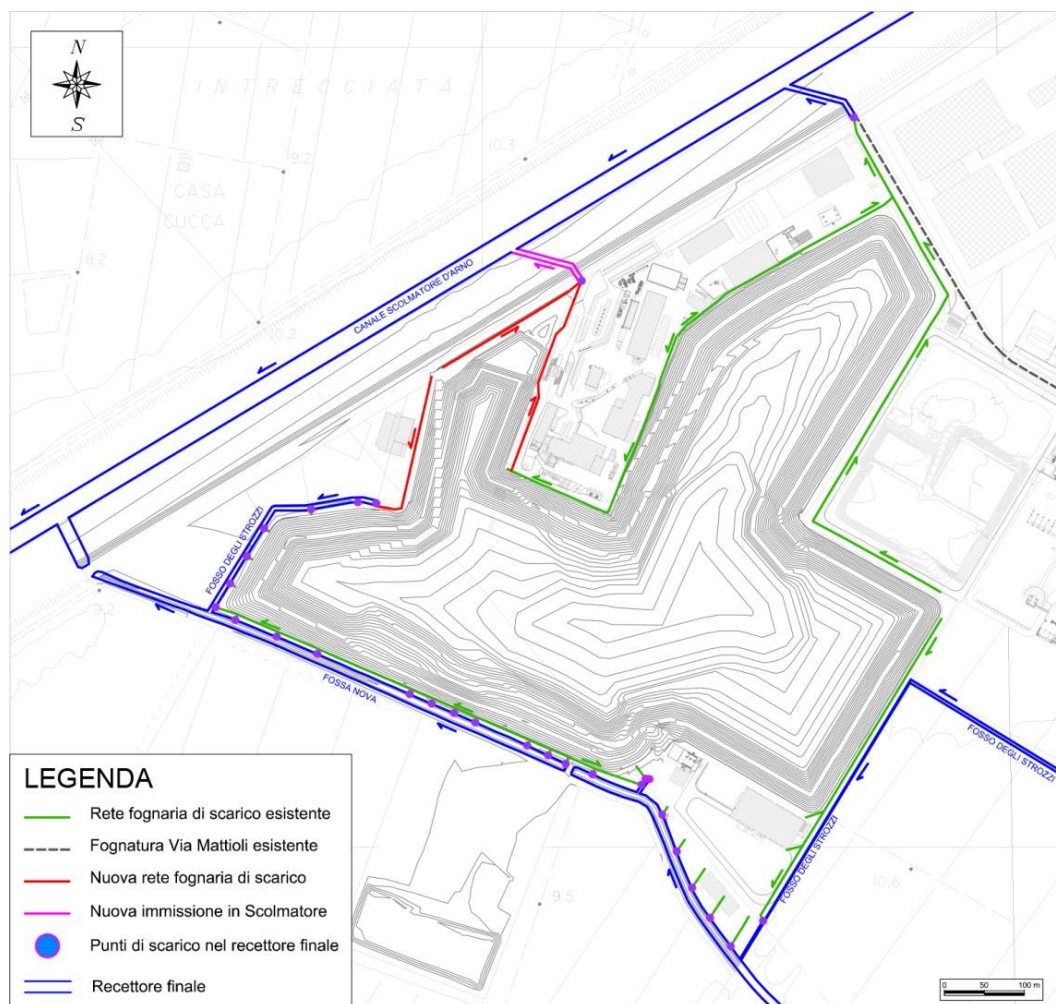 N
S
INTRECCIATA
9.2
10.3
CASA
CUCCA
8.2
10.2
CANALE SCOLMATORE D'ARNO
FOSSO DEGLI STROZZI
9.2
FOSSA NOVA
FOSSO DEGLI STROZZI
FOSSO DEGLI STROZZI
10.6
9.5
LEGENDA
Rete fognaria di scarico esistente
Fognatura Via Mattioli esistente
Nuova rete fognaria di scarico
Nuova immissione in Scolmatore
Punti di scarico nel recettore finale
Recettore finale
0 50 100 m